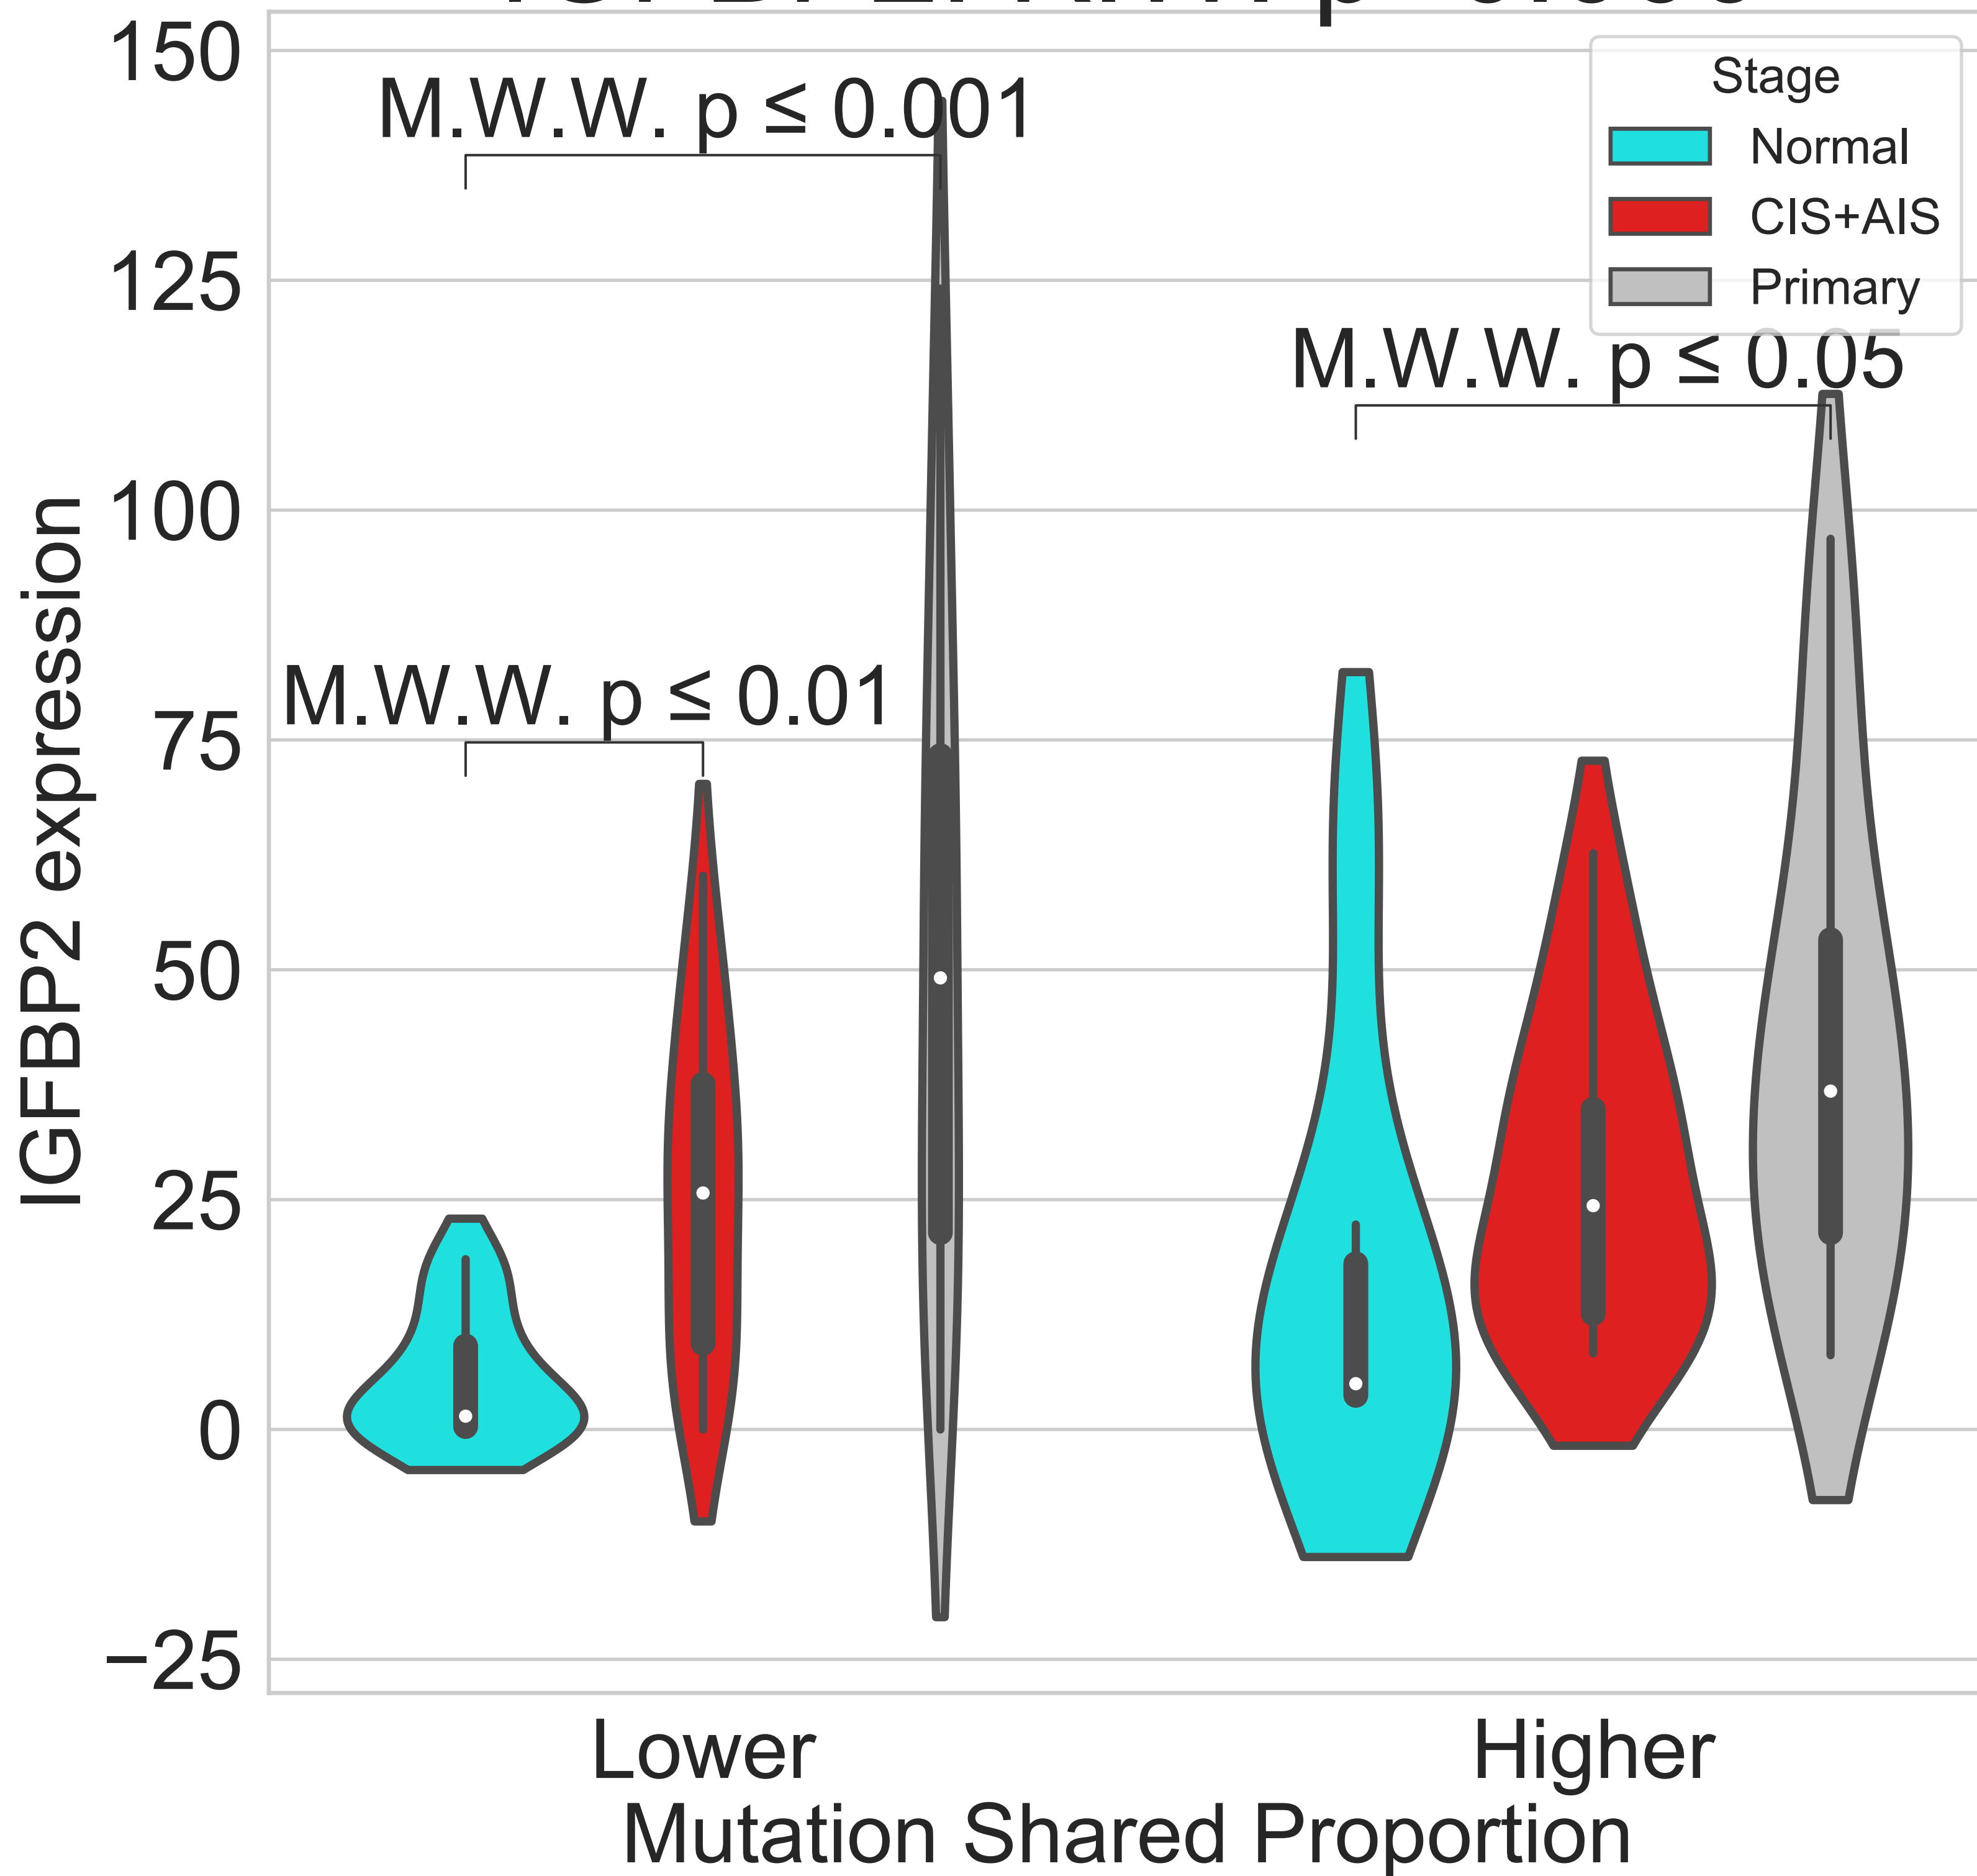 150
M.W.W. p ≤ 0.001
Stage
Normal
CIS+AIS
Primary
125
M.W.W. p ≤ 0.05
100
M.W.W. p ≤ 0.01
75
50
25
0
−25
IGFBP2 expression
Lower
Higher
Mutation Shared Proportion